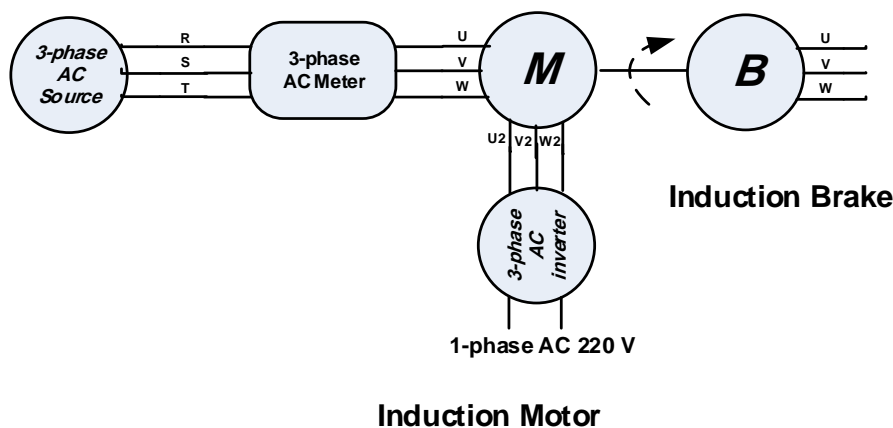 3-phase
AC
Source
R
S
T
3-phase
AC Meter
U
V
W
M
B
U
V
W
U2
V2
W2
3-phase
AC
inverter
Induction Brake
1-phase AC 220 V
Induction Motor